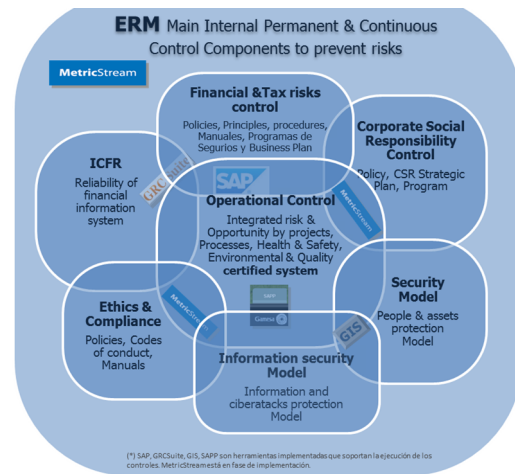 ERM Main Internal Permanent & Continuous
Control Components to prevent risks
MetricStream
Financial &Tax risks
control
Policies, Principles, procedures,
Manuales, Programas de
Segurios y Business Plan
Corporate Social
Responsibility
Control
Policy, CSR Strategic
Plan, Program
ICFR
Reliability of
financial
information
system
GRCSuite
SAP
Operational Control
Integrated risk &
Opportunity by projects,
Processes, Health & Safety,
Environmental & Quality
certified system
MetricStream
Security
Model
People & assets
protection
Model
Ethics &
Compliance
Policies, Codes
of conduct,
Manuals
MetricStream
SAPP
Gamma
GIS
Information security
Model
Information and
ciberatacks protection
Model
(*) SAP, GRCSuite, GIS, SAPP son herramientas implementadas que soportan la ejecución de los
controles. MetricStream está en fase de implementación.